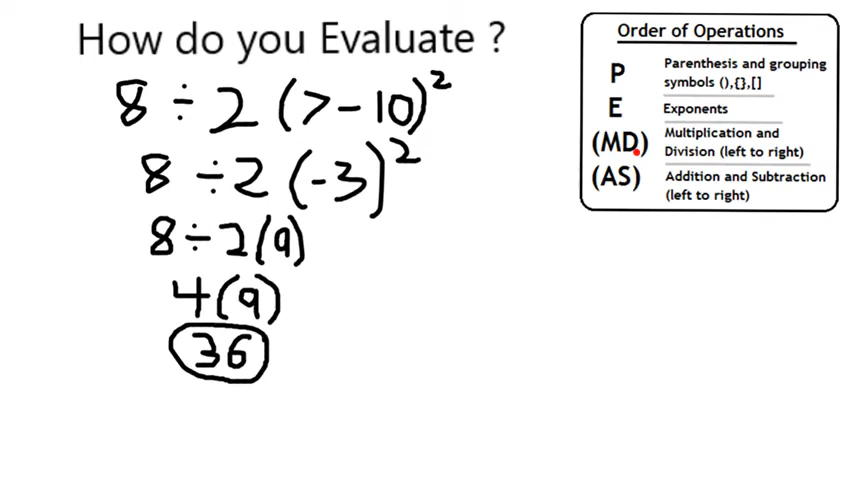 How do you Evaluate ?
8 ÷ 2 (7 - 10)²
8 ÷ 2 (-3)²
8 ÷ 2(9)
4(9)
36
Order of Operations
P Parenthesis and grouping
symbols (),{},[]
E Exponents
(MD) Multiplication and
Division (left to right)
(AS) Addition and Subtraction
(left to right)